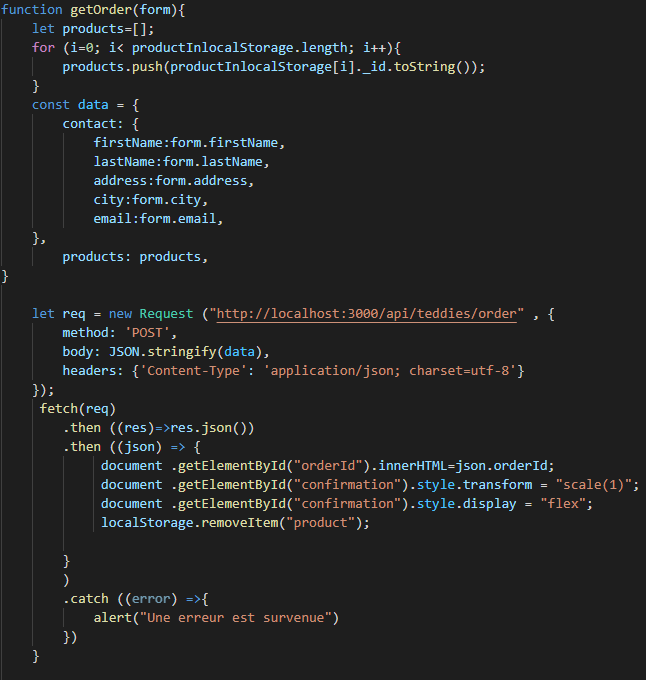 function getOrder(form){
let products=[];
for (i=0; i< productInlocalStorage.length; i++){
products.push(productInlocalStorage[i]._id.toString());
}
const data = {
contact: {
firstName:form.firstName,
lastName:form.lastName,
address:form.address,
city:form.city,
email:form.email,
},
products: products,
}
let req = new Request ("http://localhost:3000/api/teddies/order" , {
method: 'POST',
body: JSON.stringify(data),
headers: {'Content-Type': 'application/json; charset=utf-8'}
});
fetch(req)
.then ((res)=>res.json())
.then ((json) => {
document .getElementById("orderId").innerHTML=json.orderId;
document .getElementById("confirmation").style.transform = "scale(1)";
document .getElementById("confirmation").style.display = "flex";
localStorage.removeItem("product");
}
)
.catch ((error) =>{
alert("Une erreur est survenue")
})
}